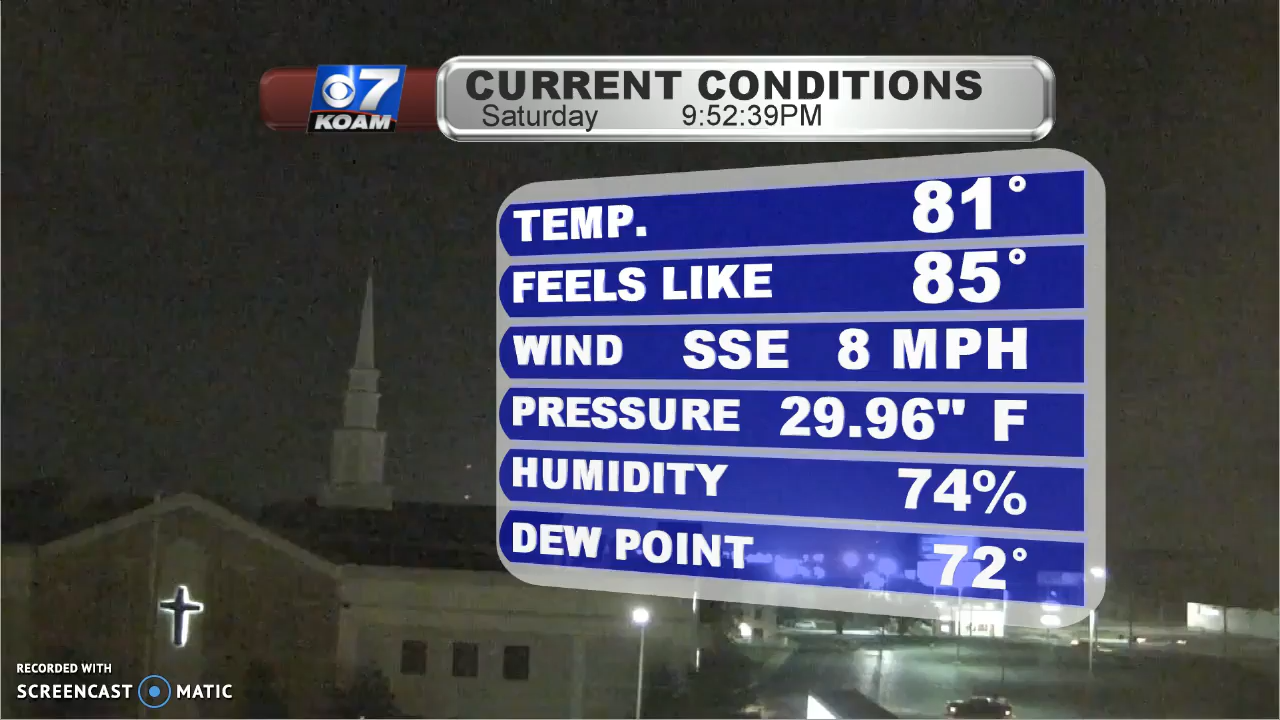 7
KOAM
CURRENT CONDITIONS
Saturday 9:52:39PM
TEMP. 81°
FEELS LIKE 85°
WIND SSE 8 MPH
PRESSURE 29.96" F
HUMIDITY 74%
DEW POINT 72°
RECORDED WITH
SCREENCAST MATIC